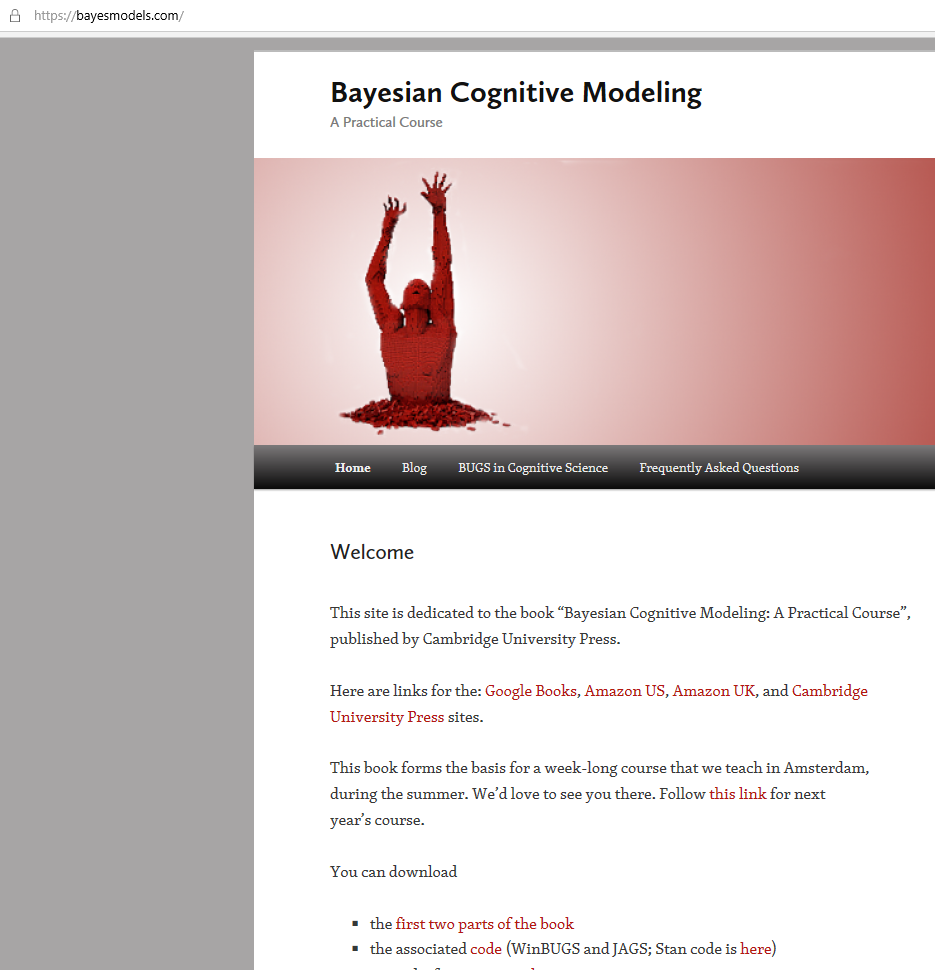 https://bayesmodels.com/
Bayesian Cognitive Modeling
A Practical Course
Home Blog BUGS in Cognitive Science Frequently Asked Questions
Welcome
This site is dedicated to the book “Bayesian Cognitive Modeling: A Practical Course”,
published by Cambridge University Press.
Here are links for the: Google Books, Amazon US, Amazon UK, and Cambridge
University Press sites.
This book forms the basis for a week-long course that we teach in Amsterdam,
during the summer. We’d love to see you there. Follow this link for next
year’s course.
You can download
▪ the first two parts of the book
▪ the associated code (WinBUGS and JAGS; Stan code is here)